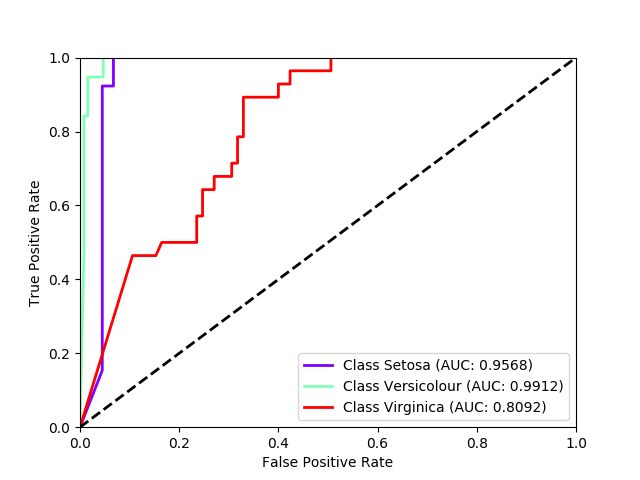 1.0
0.8
0.6
0.4
0.2
0.0
True Positive Rate
Class Setosa (AUC: 0.9568)
Class Versicolour (AUC: 0.9912)
Class Virginica (AUC: 0.8092)
0.0 0.2 0.4 0.6 0.8 1.0
False Positive Rate